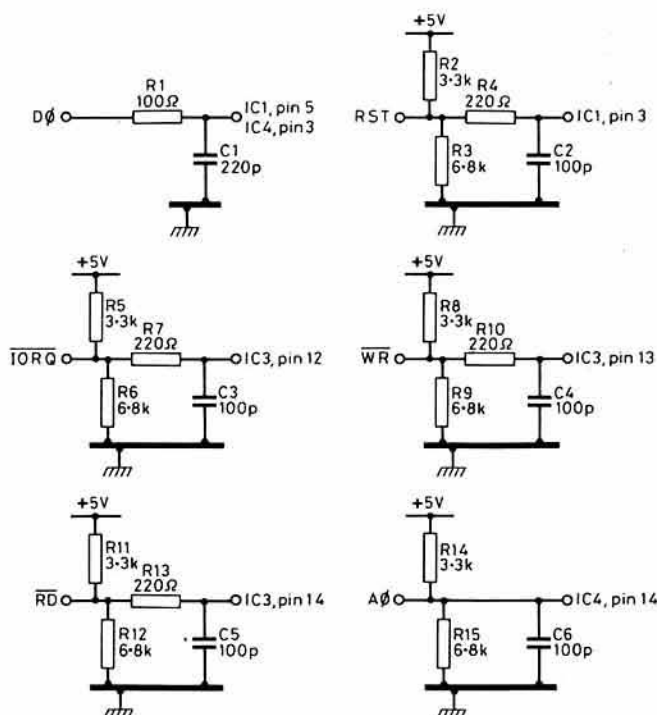 R1
100Ω
DØ
IC1, pin 5
IC4, pin 3
C1
220p
+5V
R2
3·3k
R4
220Ω
RST
IC1, pin 3
R3
6·8k
C2
100p
+5V
R5
3·3k
R7
220Ω
IORQ
IC3, pin 12
R6
6·8k
C3
100p
+5V
R8
3·3k
R10
220Ω
WR
IC3, pin 13
R9
6·8k
C4
100p
+5V
R11
3·3k
R13
220Ω
RD
IC3, pin 14
R12
6·8k
C5
100p
+5V
R14
3·3k
AØ
IC4, pin 14
R15
6·8k
C6
100p